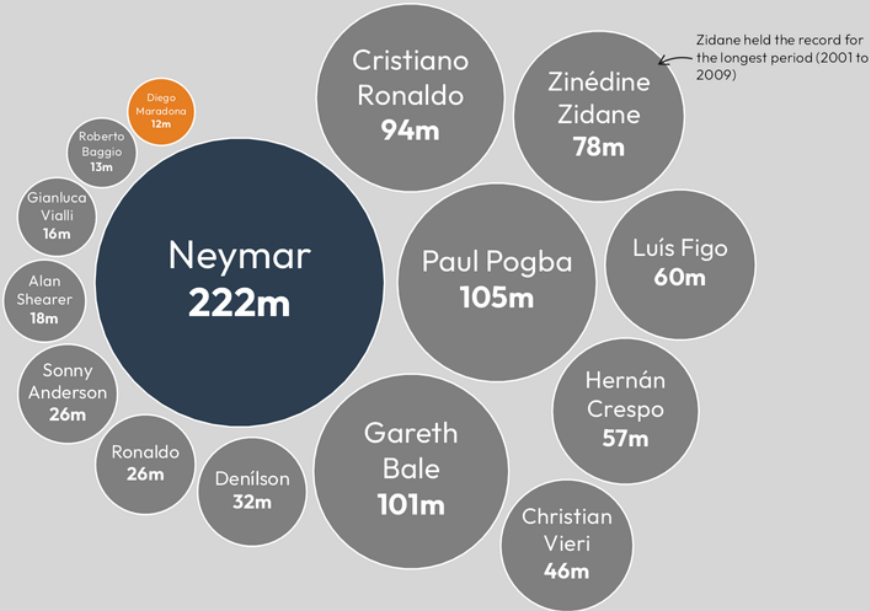 Cristiano
Ronaldo
94m
Zinédine
Zidane
78m
Zidane held the record for
the longest period (2001 to
2009)
Diego
Maradona
12m
Roberto
Baggio
13m
Gianluca
Vialli
16m
Neymar
222m
Paul Pogba
105m
Luís Figo
60m
Alan
Shearer
18m
Sonny
Anderson
26m
Hernán
Crespo
57m
Ronaldo
26m
Denílson
32m
Gareth
Bale
101m
Christian
Vieri
46m